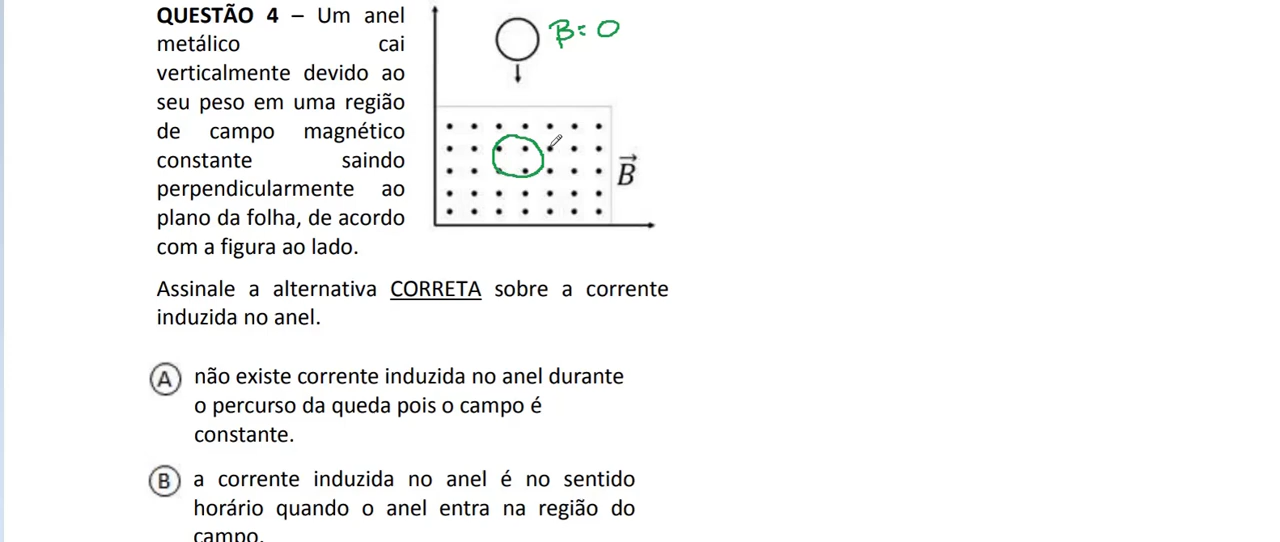 QUESTÃO 4 – Um anel
metálico cai
verticalmente devido ao
seu peso em uma região
de campo magnético
constante saindo
perpendicularmente ao
plano da folha, de acordo
com a figura ao lado.
B = 0
B
Assinale a alternativa CORRETA sobre a corrente
induzida no anel.
A não existe corrente induzida no anel durante
o percurso da queda pois o campo é
constante.
B a corrente induzida no anel é no sentido
horário quando o anel entra na região do
campo.